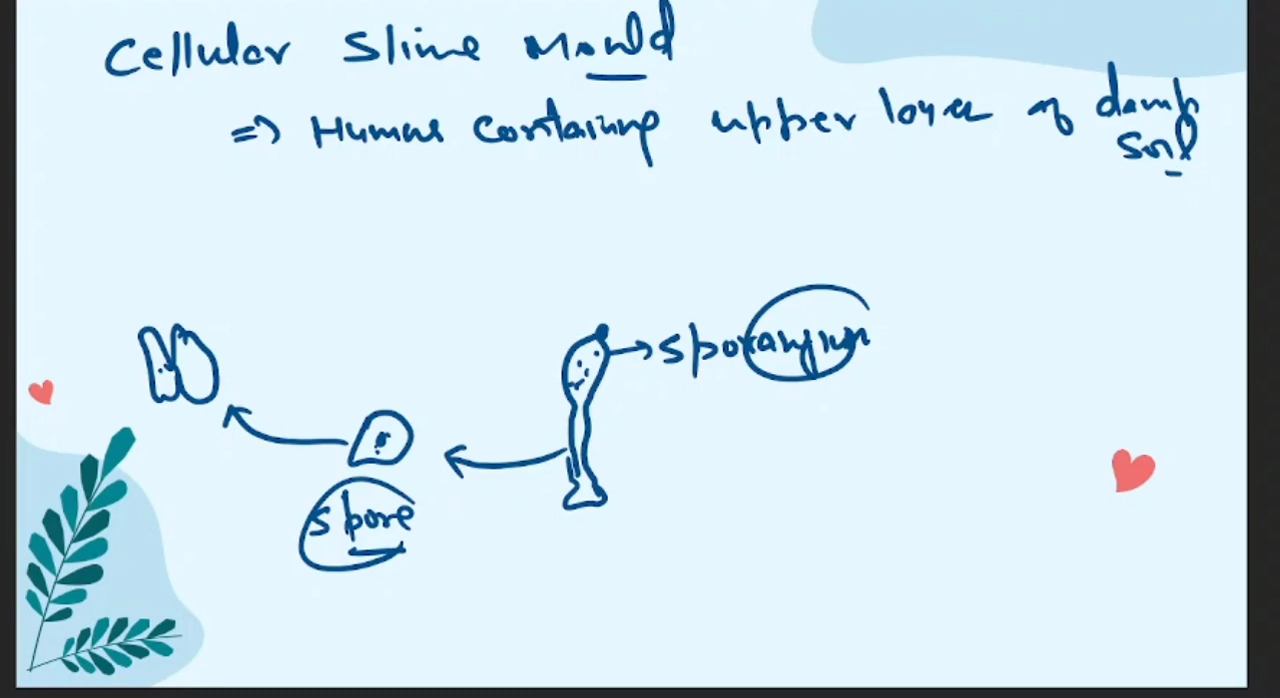 Cellular Slime Mould
=> Humus Containing upper layer of damp
soil
sporangium
spore